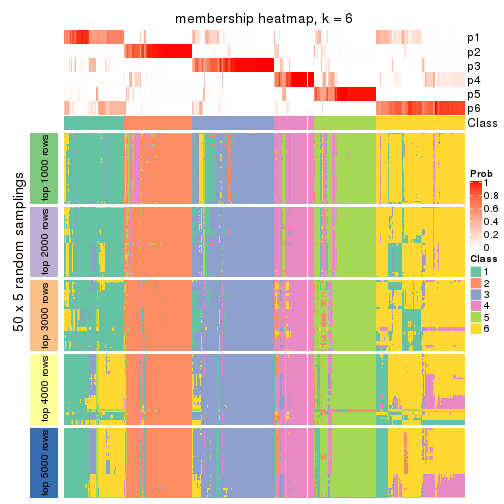 membership heatmap, k = 6
p1
p2
p3
p4
p5
p6
Class
50 x 5 random samplings
top 1000 rows
top 2000 rows
top 3000 rows
top 4000 rows
top 5000 rows
Prob
1
0.8
0.6
0.4
0.2
0
Class
1
2
3
4
5
6